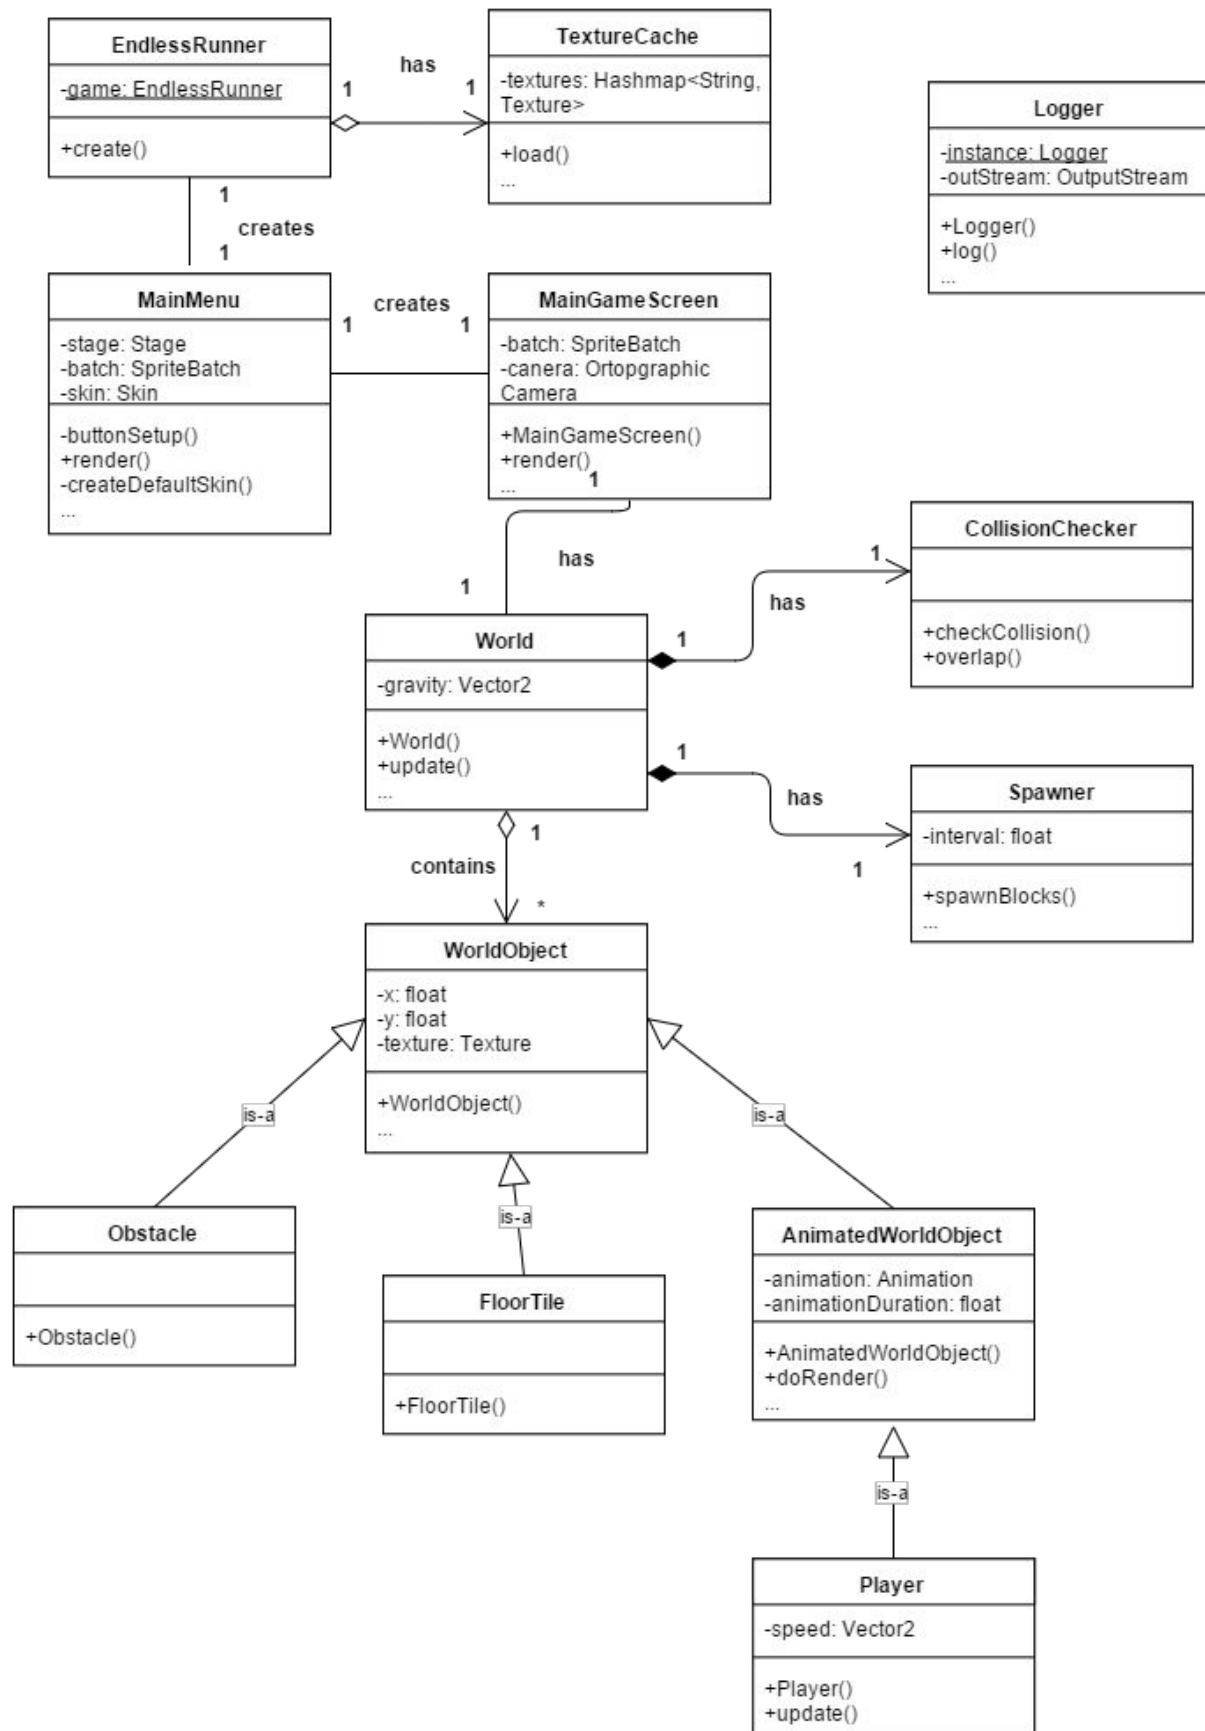 EndlessRunner
-game: EndlessRunner
+create()
has
1
1
TextureCache
-textures: Hashmap<String,
Texture>
+load()
...
Logger
-instance: Logger
-outStream: OutputStream
+Logger()
+log()
...
1
creates
1
MainMenu
-stage: Stage
-batch: SpriteBatch
-skin: Skin
-buttonSetup()
+render()
-createDefaultSkin()
...
creates
1
1
MainGameScreen
-batch: SpriteBatch
-canera: Ortopgraphic
Camera
+MainGameScreen()
+render()
...
1
has
1
World
-gravity: Vector2
+World()
+update()
...
1
has
1
CollisionChecker
+checkCollision()
+overlap()
1
has
1
Spawner
-interval: float
+spawnBlocks()
...
1
contains
*
WorldObject
-x: float
-y: float
-texture: Texture
+WorldObject()
...
is-a
is-a
is-a
Obstacle
+Obstacle()
FloorTile
+FloorTile()
AnimatedWorldObject
-animation: Animation
-animationDuration: float
+AnimatedWorldObject()
+doRender()
...
is-a
Player
-speed: Vector2
+Player()
+update()